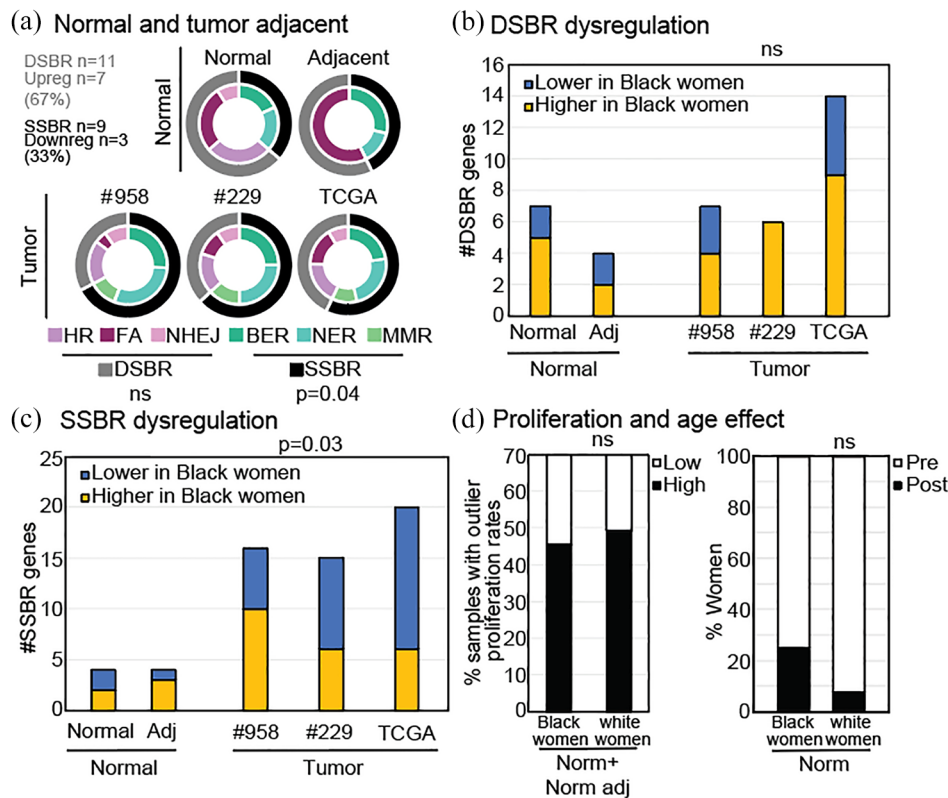 (a) Normal and tumor adjacent
DSBR n=11
Upreg n=7
(67%)
SSBR n=9
Downreg n=3
(33%)
Normal
Normal Adjacent
Tumor
#958 #229 TCGA
HR FA NHEJ BER NER MMR
DSBR SSBR
ns p=0.04
(b) DSBR dysregulation
ns
Lower in Black women
Higher in Black women
#DSBR genes
16
14
12
10
8
6
4
2
0
Normal Adj #958 #229 TCGA
Normal Tumor
(c) SSBR dysregulation
p=0.03
Lower in Black women
Higher in Black women
#SSBR genes
25
20
15
10
5
0
Normal Adj #958 #229 TCGA
Normal Tumor
(d) Proliferation and age effect
ns
Low
High
% samples with outlier
proliferation rates
70
60
50
40
30
20
10
0
Black white
women women
Norm+
Norm adj
ns
Pre
Post
% Women
100
80
60
40
20
0
Black white
women women
Norm